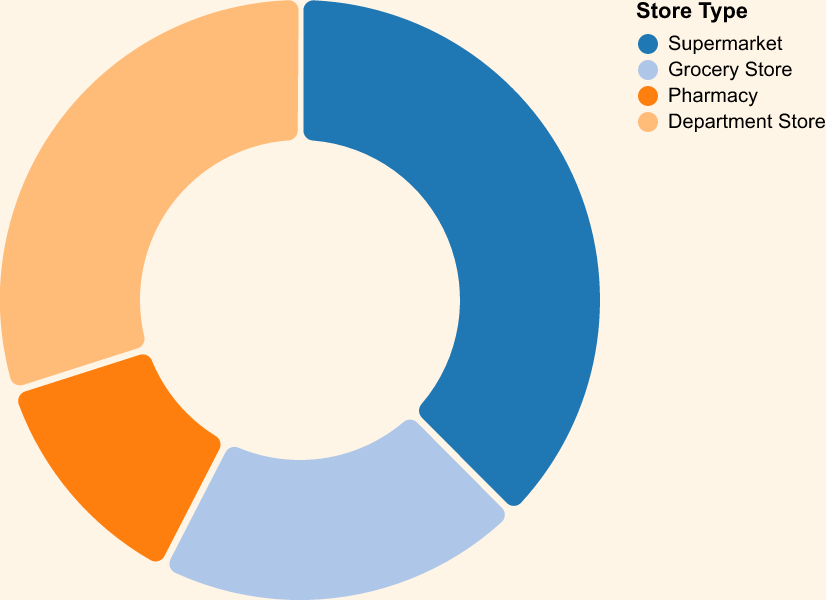 Store Type
Supermarket
Grocery Store
Pharmacy
Department Store